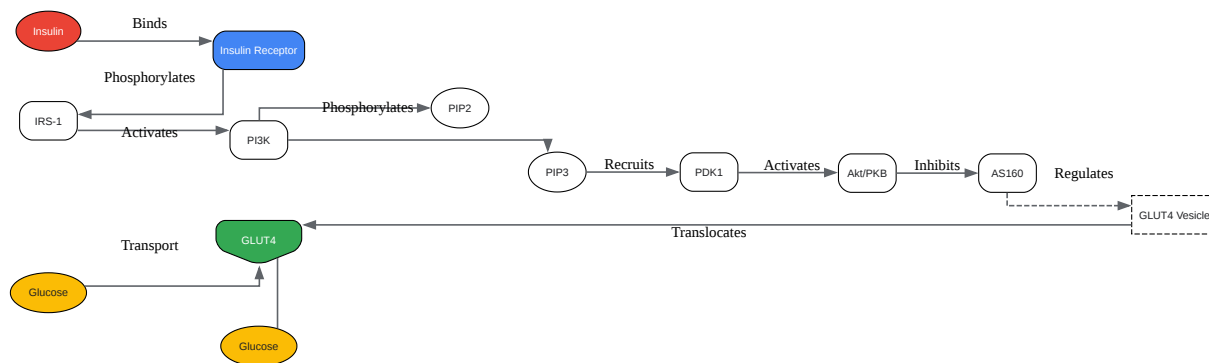 Insulin
Binds
Insulin Receptor
Phosphorylates
IRS-1
Activates
PI3K
Phosphorylates
PIP2
PIP3
Recruits
PDK1
Activates
Akt/PKB
Inhibits
AS160
Regulates
GLUT4 Vesicle
Translocates
GLUT4
Transport
Glucose
Glucose